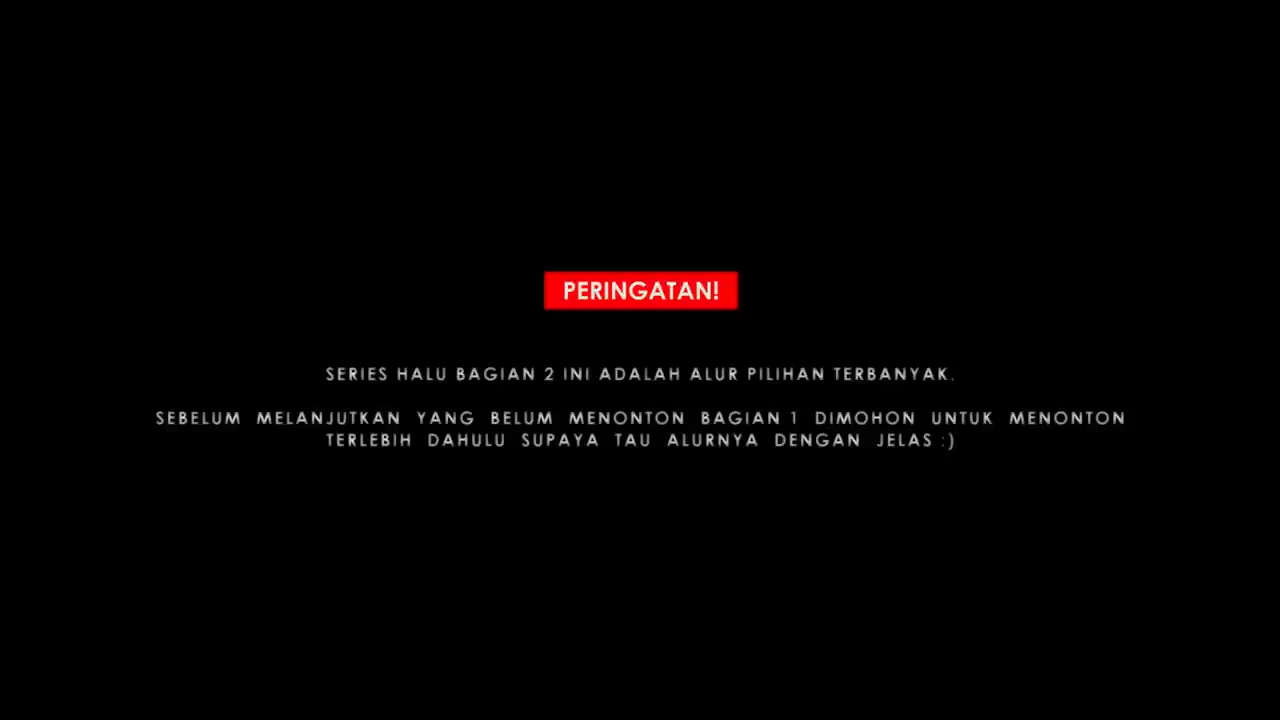 PERINGATAN!
SERIES HALU BAGIAN 2 INI ADALAH ALUR PILIHAN TERBANYAK.
SEBELUM MELANJUTKAN YANG BELUM MENONTON BAGIAN 1 DIMOHON UNTUK MENONTON
TERLEBIH DAHULU SUPAYA TAU ALURNYA DENGAN JELAS :)